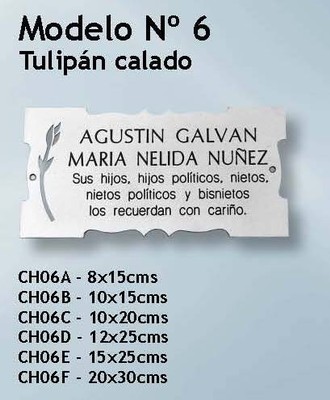 Modelo Nº 6
Tulipán calado
AGUSTIN GALVAN
MARIA NELIDA NUÑEZ
Sus hijos, hijos políticos, nietos,
nietos políticos y bisnietos
los recuerdan con cariño.
CH06A - 8x15cms
CH06B - 10x15cms
CH06C - 10x20cms
CH06D - 12x25cms
CH06E - 15x25cms
CH06F - 20x30cms